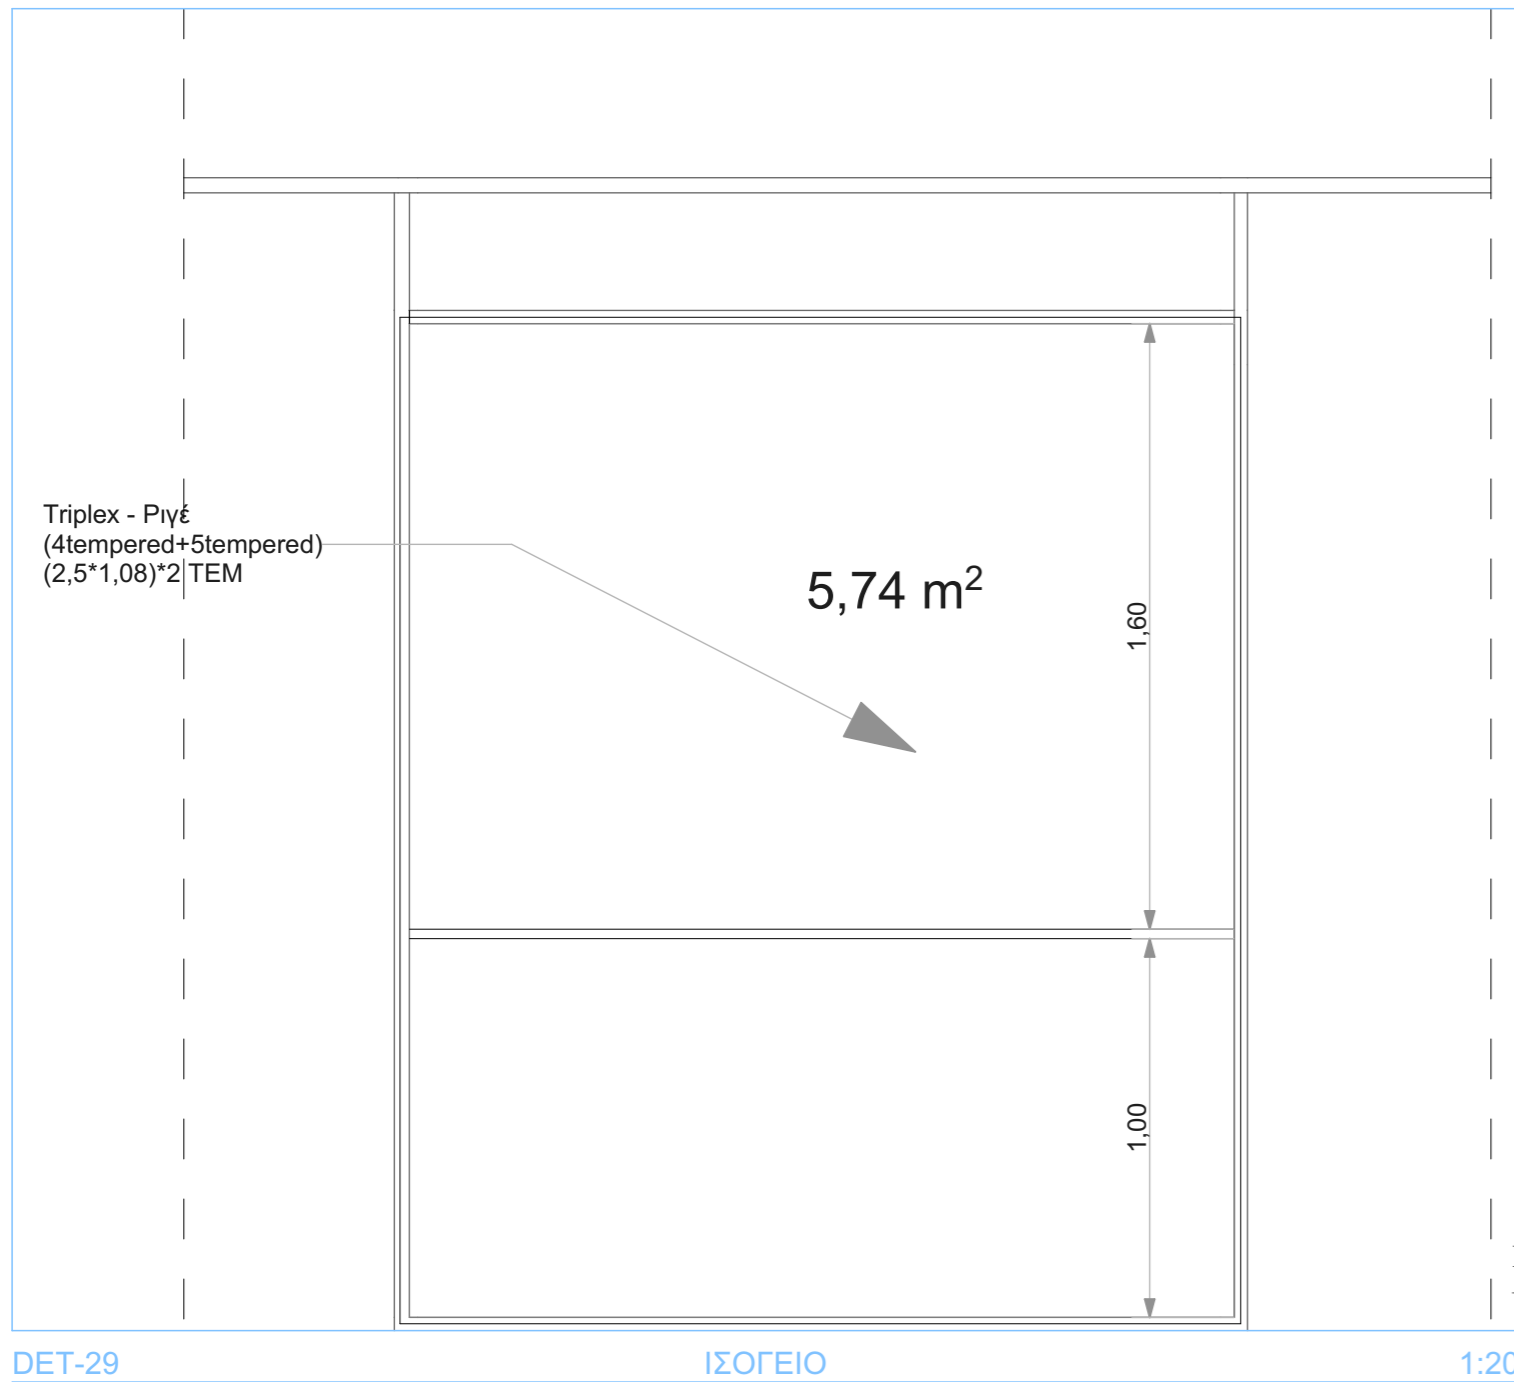 Triplex - Ριγέ
(4tempered+5tempered)
(2,5*1,08)*2 TEM
5,74 m²
1,60
1,00
DET-29
ΙΣΟΓΕΙΟ
1:20